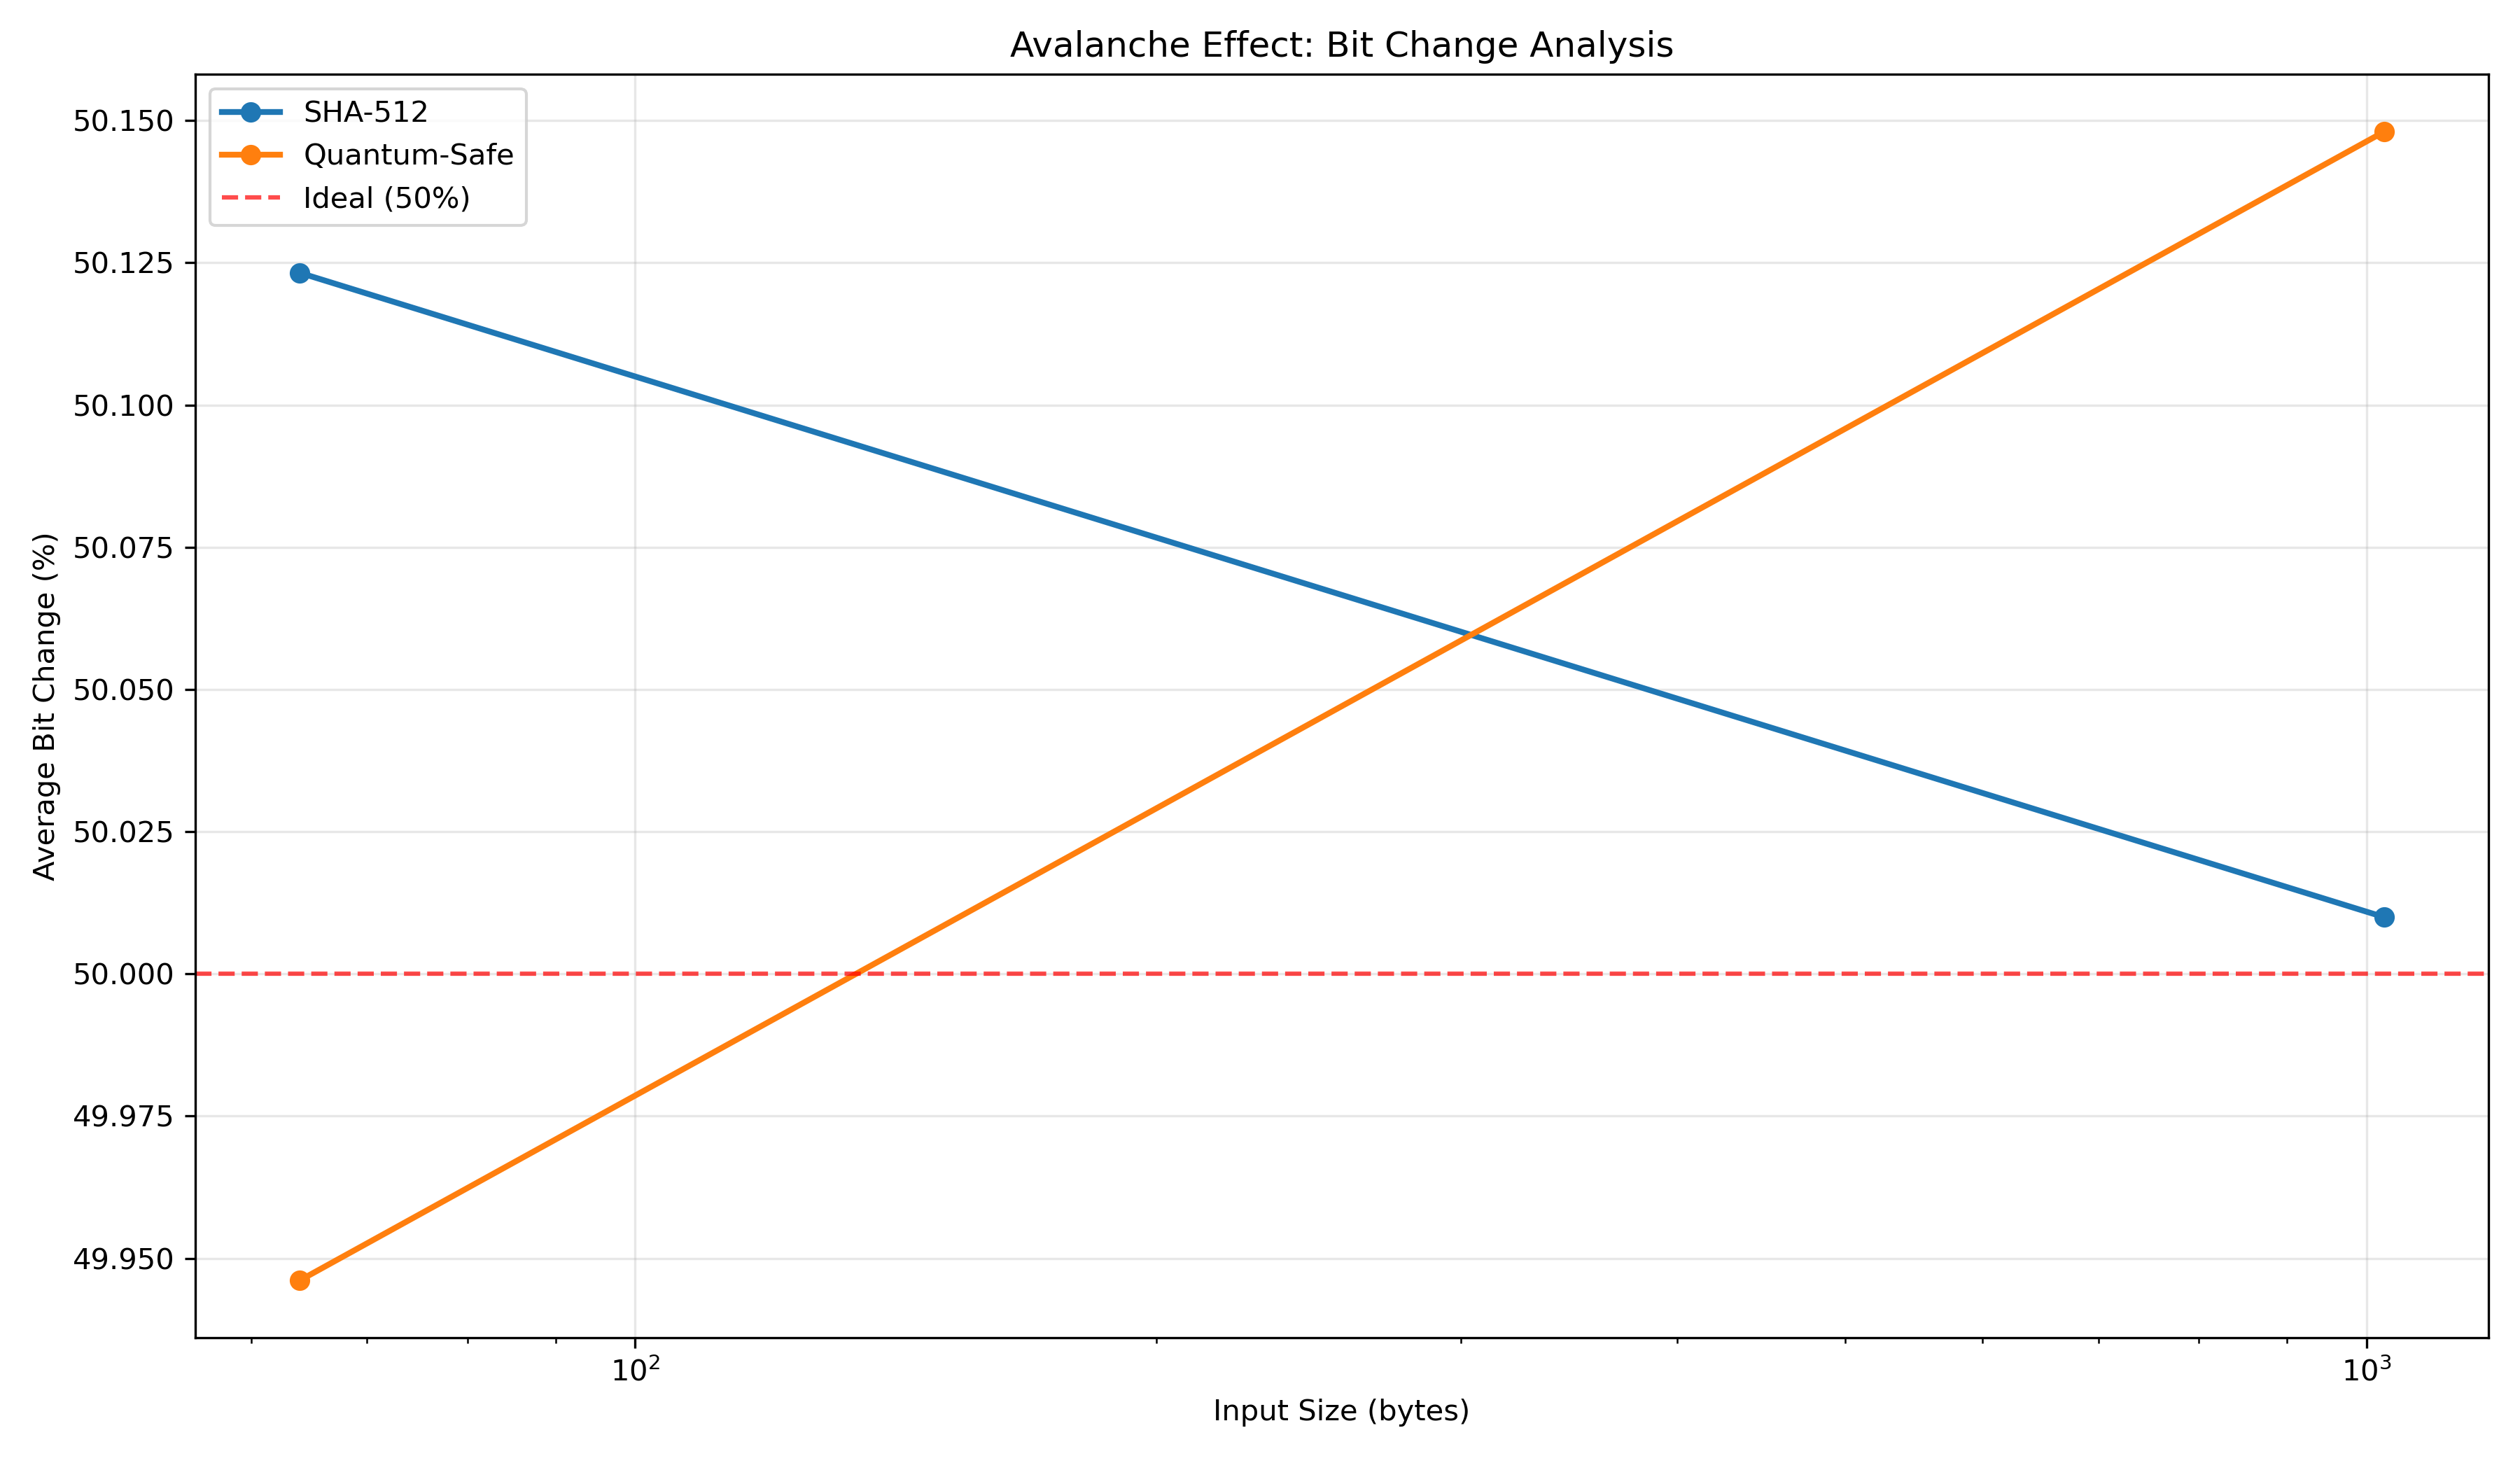 Avalanche Effect: Bit Change Analysis
SHA-512
Quantum-Safe
Ideal (50%)
Average Bit Change (%)
50.150
50.125
50.100
50.075
50.050
50.025
50.000
49.975
49.950
10²
10³
Input Size (bytes)